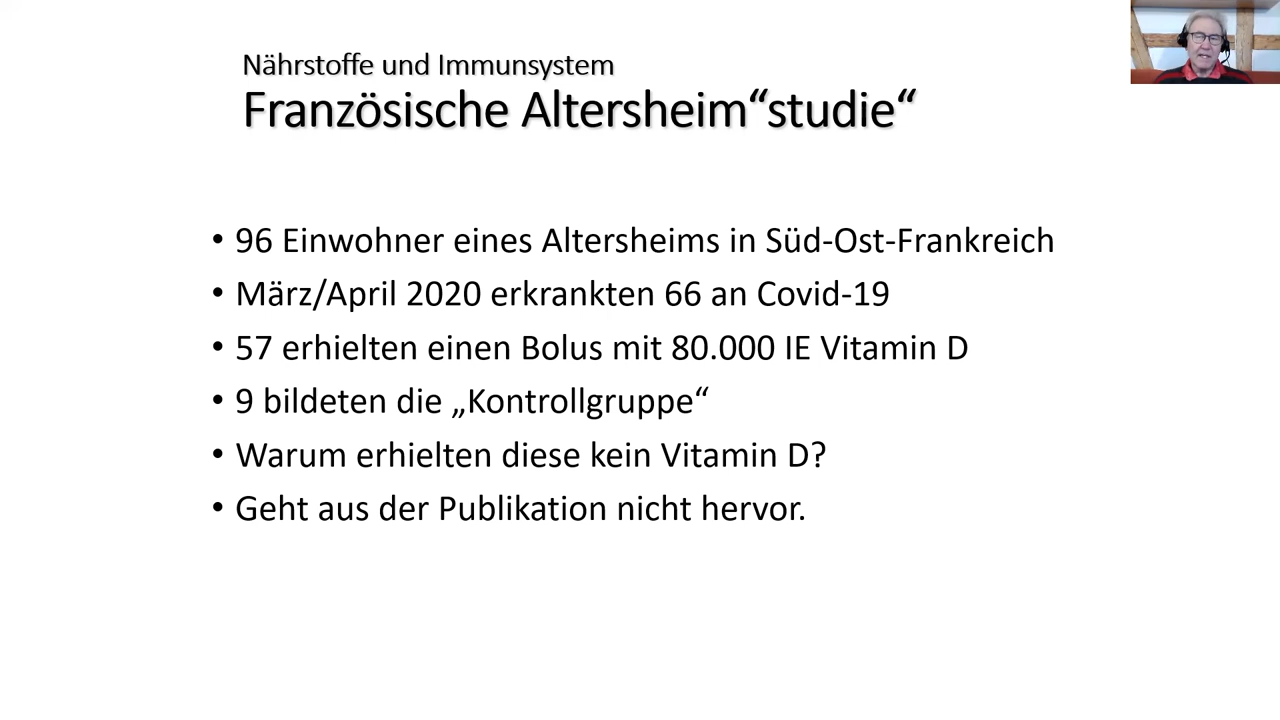 Nährstoffe und Immunsystem
Französische Altersheim“studie“
• 96 Einwohner eines Altersheims in Süd-Ost-Frankreich
• März/April 2020 erkrankten 66 an Covid-19
• 57 erhielten einen Bolus mit 80.000 IE Vitamin D
• 9 bildeten die „Kontrollgruppe“
• Warum erhielten diese kein Vitamin D?
• Geht aus der Publikation nicht hervor.